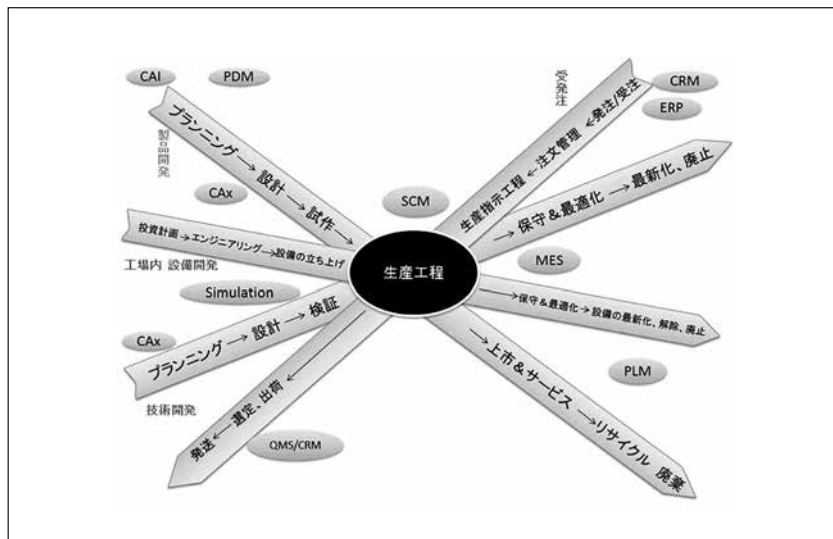 CAI
PDM
プランニング→設計→試作→
製品開発
CAx
投資計画→エンジニアリング→設備の立ち上げ
工場内 設備開発
Simulation
CAx
プランニング→設計→検証
技術開発
発送←選定、出荷←
QMS/CRM
生産工程
SCM
受発注
CRM
ERP
生産指示工程←注文管理←発注/受注
→保守&最適化→最新化、廃止
MES
→保守&最適化→設備の最新化、解除、廃止
PLM
→上市&サービス→リサイクル 廃棄